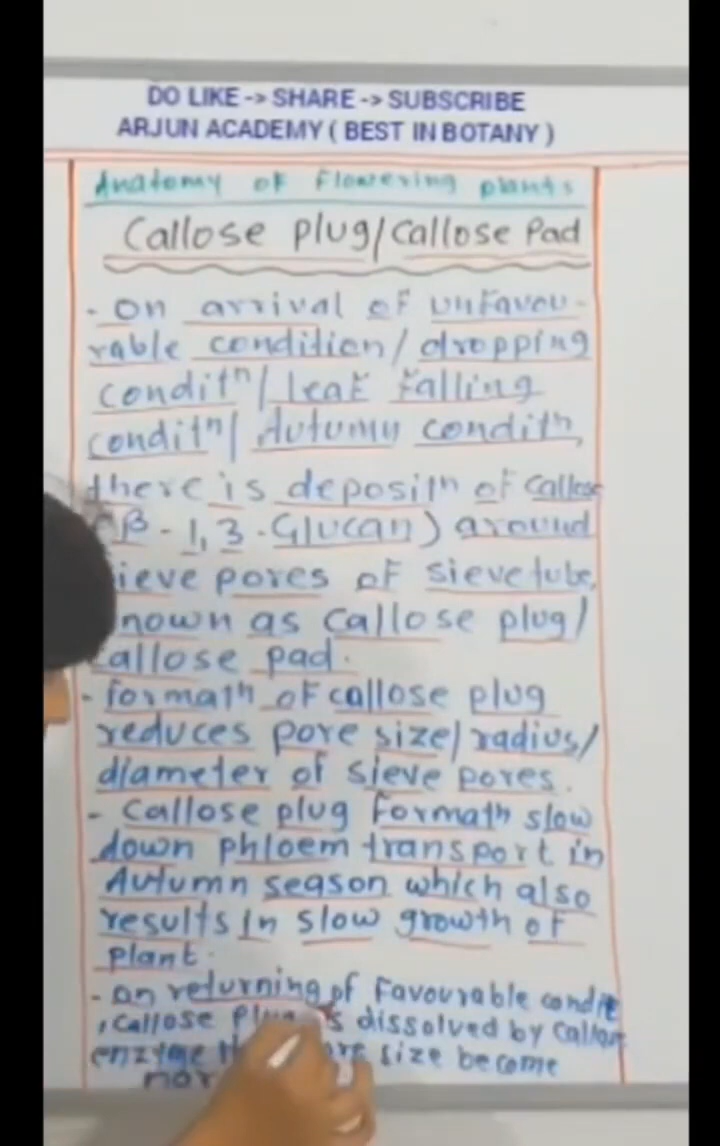 DO LIKE -> SHARE -> SUBSCRIBE
ARJUN ACADEMY ( BEST IN BOTANY )
Anatomy of Flowering plants
Callose plug/Callose Pad
- on arrival of unfavou-
rable condition/dropping
conditⁿ/leaf falling
conditⁿ/Autumn conditⁿ,
there is depositⁿ of callose
β-1,3-Glucan) around
ieve pores of sieve tube,
nown as callose plug/
allose pad.
- formatⁿ of callose plug
reduces pore size/radius/
diameter of sieve pores.
- callose plug formatⁿ slow
down phloem transport in
Autumn season which also
results in slow growth of
plant.
- on returning of Favourable condit
, callose is dissolved by
enzyme size become